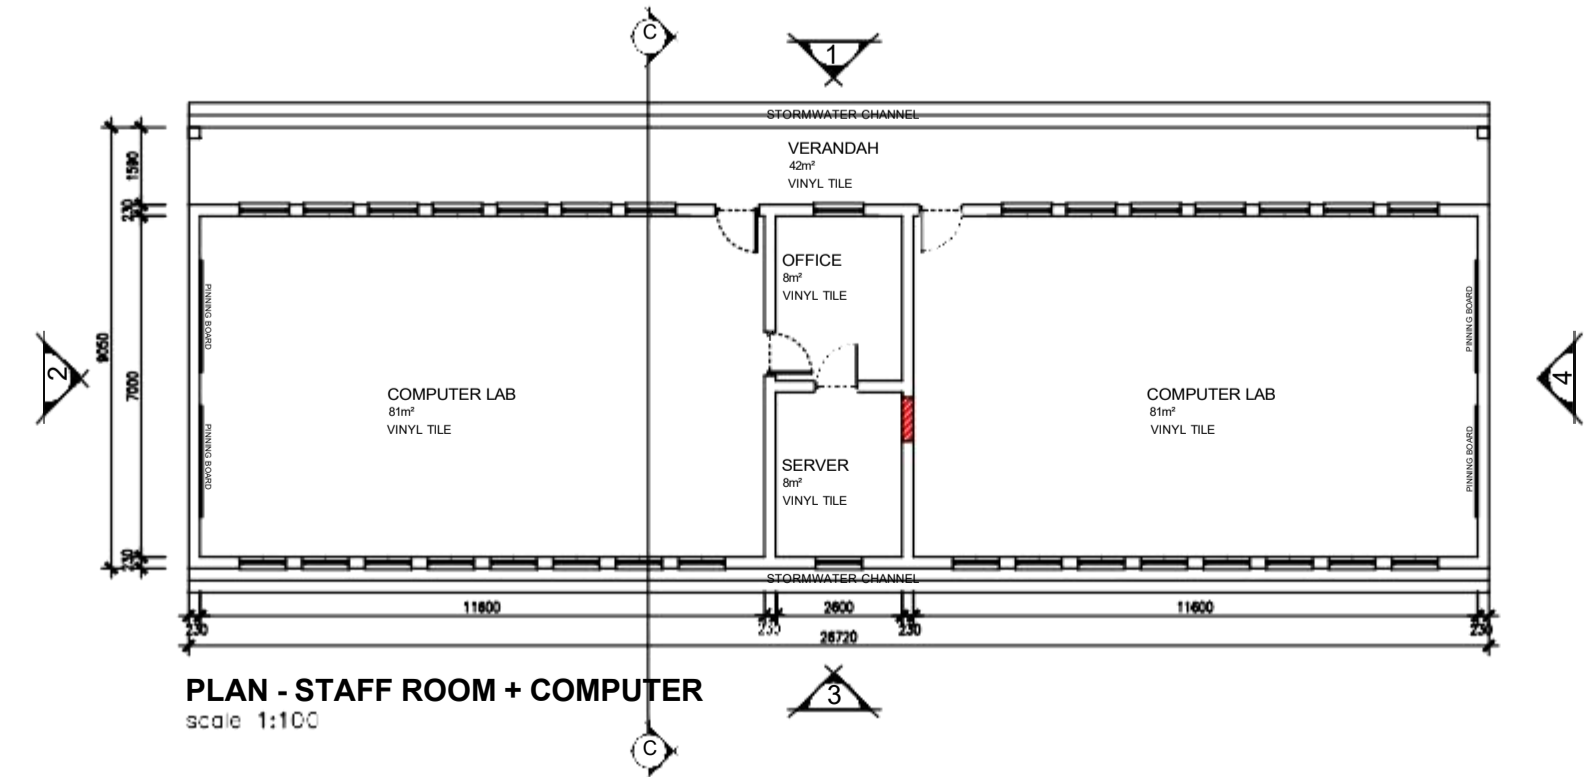 C
1
STORMWATER CHANNEL
VERANDAH
42m²
VINYL TILE
1590
230
OFFICE
8m²
VINYL TILE
PINNING BOARD
PINNING BOARD
9050
7000
2
4
COMPUTER LAB
81m²
VINYL TILE
COMPUTER LAB
81m²
VINYL TILE
PINNING BOARD
PINNING BOARD
SERVER
8m²
VINYL TILE
230
STORMWATER CHANNEL
11600
2600
11600
230
230
230
230
26720
PLAN - STAFF ROOM + COMPUTER
scale 1:100
3
C